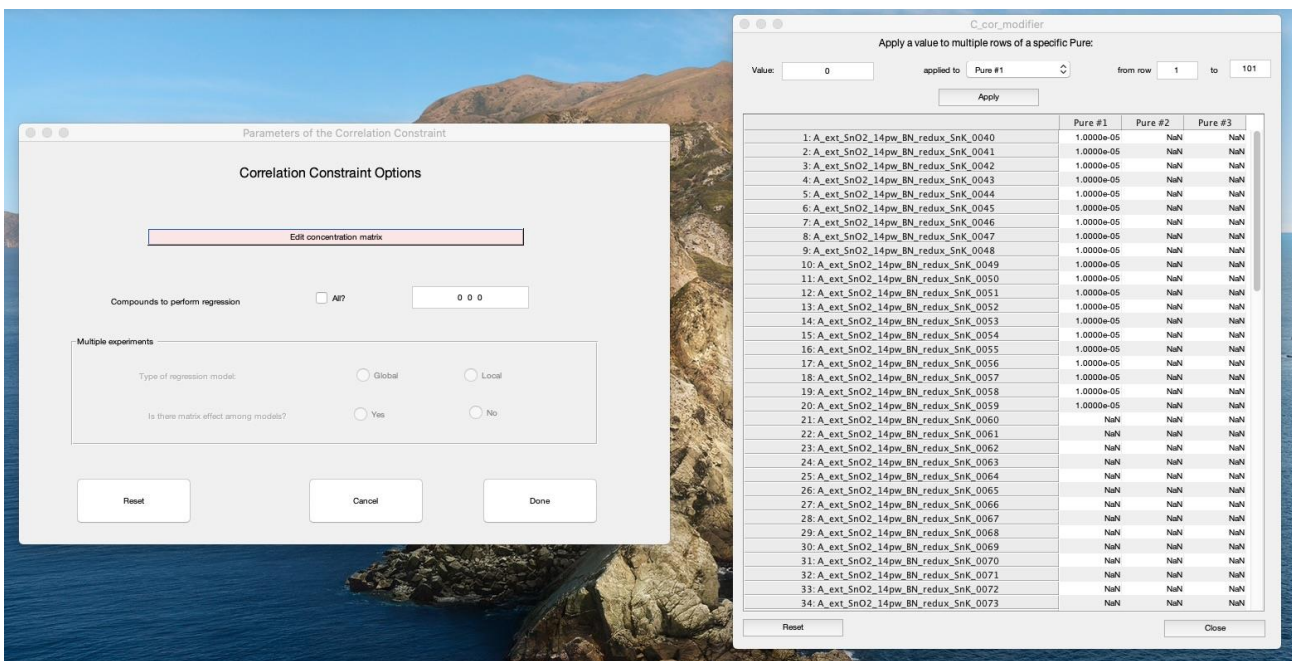 Parameters of the Correlation Constraint
Correlation Constraint Options
Edit concentration matrix
Compounds to perform regression All? 0 0 0
Multiple experiments
Type of regression model: Global Local
Is there matrix effect among models? Yes No
Reset Cancel Done
C_cor_modifier
Apply a value to multiple rows of a specific Pure:
Value: 0 applied to Pure #1 from row 1 to 101
Apply
Pure #1 Pure #2 Pure #3
1: A_ext_SnO2_14pw_BN_redux_SnK_0040 1.0000e-05 NaN NaN
2: A_ext_SnO2_14pw_BN_redux_SnK_0041 1.0000e-05 NaN NaN
3: A_ext_SnO2_14pw_BN_redux_SnK_0042 1.0000e-05 NaN NaN
4: A_ext_SnO2_14pw_BN_redux_SnK_0043 1.0000e-05 NaN NaN
5: A_ext_SnO2_14pw_BN_redux_SnK_0044 1.0000e-05 NaN NaN
6: A_ext_SnO2_14pw_BN_redux_SnK_0045 1.0000e-05 NaN NaN
7: A_ext_SnO2_14pw_BN_redux_SnK_0046 1.0000e-05 NaN NaN
8: A_ext_SnO2_14pw_BN_redux_SnK_0047 1.0000e-05 NaN NaN
9: A_ext_SnO2_14pw_BN_redux_SnK_0048 1.0000e-05 NaN NaN
10: A_ext_SnO2_14pw_BN_redux_SnK_0049 1.0000e-05 NaN NaN
11: A_ext_SnO2_14pw_BN_redux_SnK_0050 1.0000e-05 NaN NaN
12: A_ext_SnO2_14pw_BN_redux_SnK_0051 1.0000e-05 NaN NaN
13: A_ext_SnO2_14pw_BN_redux_SnK_0052 1.0000e-05 NaN NaN
14: A_ext_SnO2_14pw_BN_redux_SnK_0053 1.0000e-05 NaN NaN
15: A_ext_SnO2_14pw_BN_redux_SnK_0054 1.0000e-05 NaN NaN
16: A_ext_SnO2_14pw_BN_redux_SnK_0055 1.0000e-05 NaN NaN
17: A_ext_SnO2_14pw_BN_redux_SnK_0056 1.0000e-05 NaN NaN
18: A_ext_SnO2_14pw_BN_redux_SnK_0057 1.0000e-05 NaN NaN
19: A_ext_SnO2_14pw_BN_redux_SnK_0058 1.0000e-05 NaN NaN
20: A_ext_SnO2_14pw_BN_redux_SnK_0059 1.0000e-05 NaN NaN
21: A_ext_SnO2_14pw_BN_redux_SnK_0060 NaN NaN NaN
22: A_ext_SnO2_14pw_BN_redux_SnK_0061 NaN NaN NaN
23: A_ext_SnO2_14pw_BN_redux_SnK_0062 NaN NaN NaN
24: A_ext_SnO2_14pw_BN_redux_SnK_0063 NaN NaN NaN
25: A_ext_SnO2_14pw_BN_redux_SnK_0064 NaN NaN NaN
26: A_ext_SnO2_14pw_BN_redux_SnK_0065 NaN NaN NaN
27: A_ext_SnO2_14pw_BN_redux_SnK_0066 NaN NaN NaN
28: A_ext_SnO2_14pw_BN_redux_SnK_0067 NaN NaN NaN
29: A_ext_SnO2_14pw_BN_redux_SnK_0068 NaN NaN NaN
30: A_ext_SnO2_14pw_BN_redux_SnK_0069 NaN NaN NaN
31: A_ext_SnO2_14pw_BN_redux_SnK_0070 NaN NaN NaN
32: A_ext_SnO2_14pw_BN_redux_SnK_0071 NaN NaN NaN
33: A_ext_SnO2_14pw_BN_redux_SnK_0072 NaN NaN NaN
34: A_ext_SnO2_14pw_BN_redux_SnK_0073 NaN NaN NaN
Reset Close